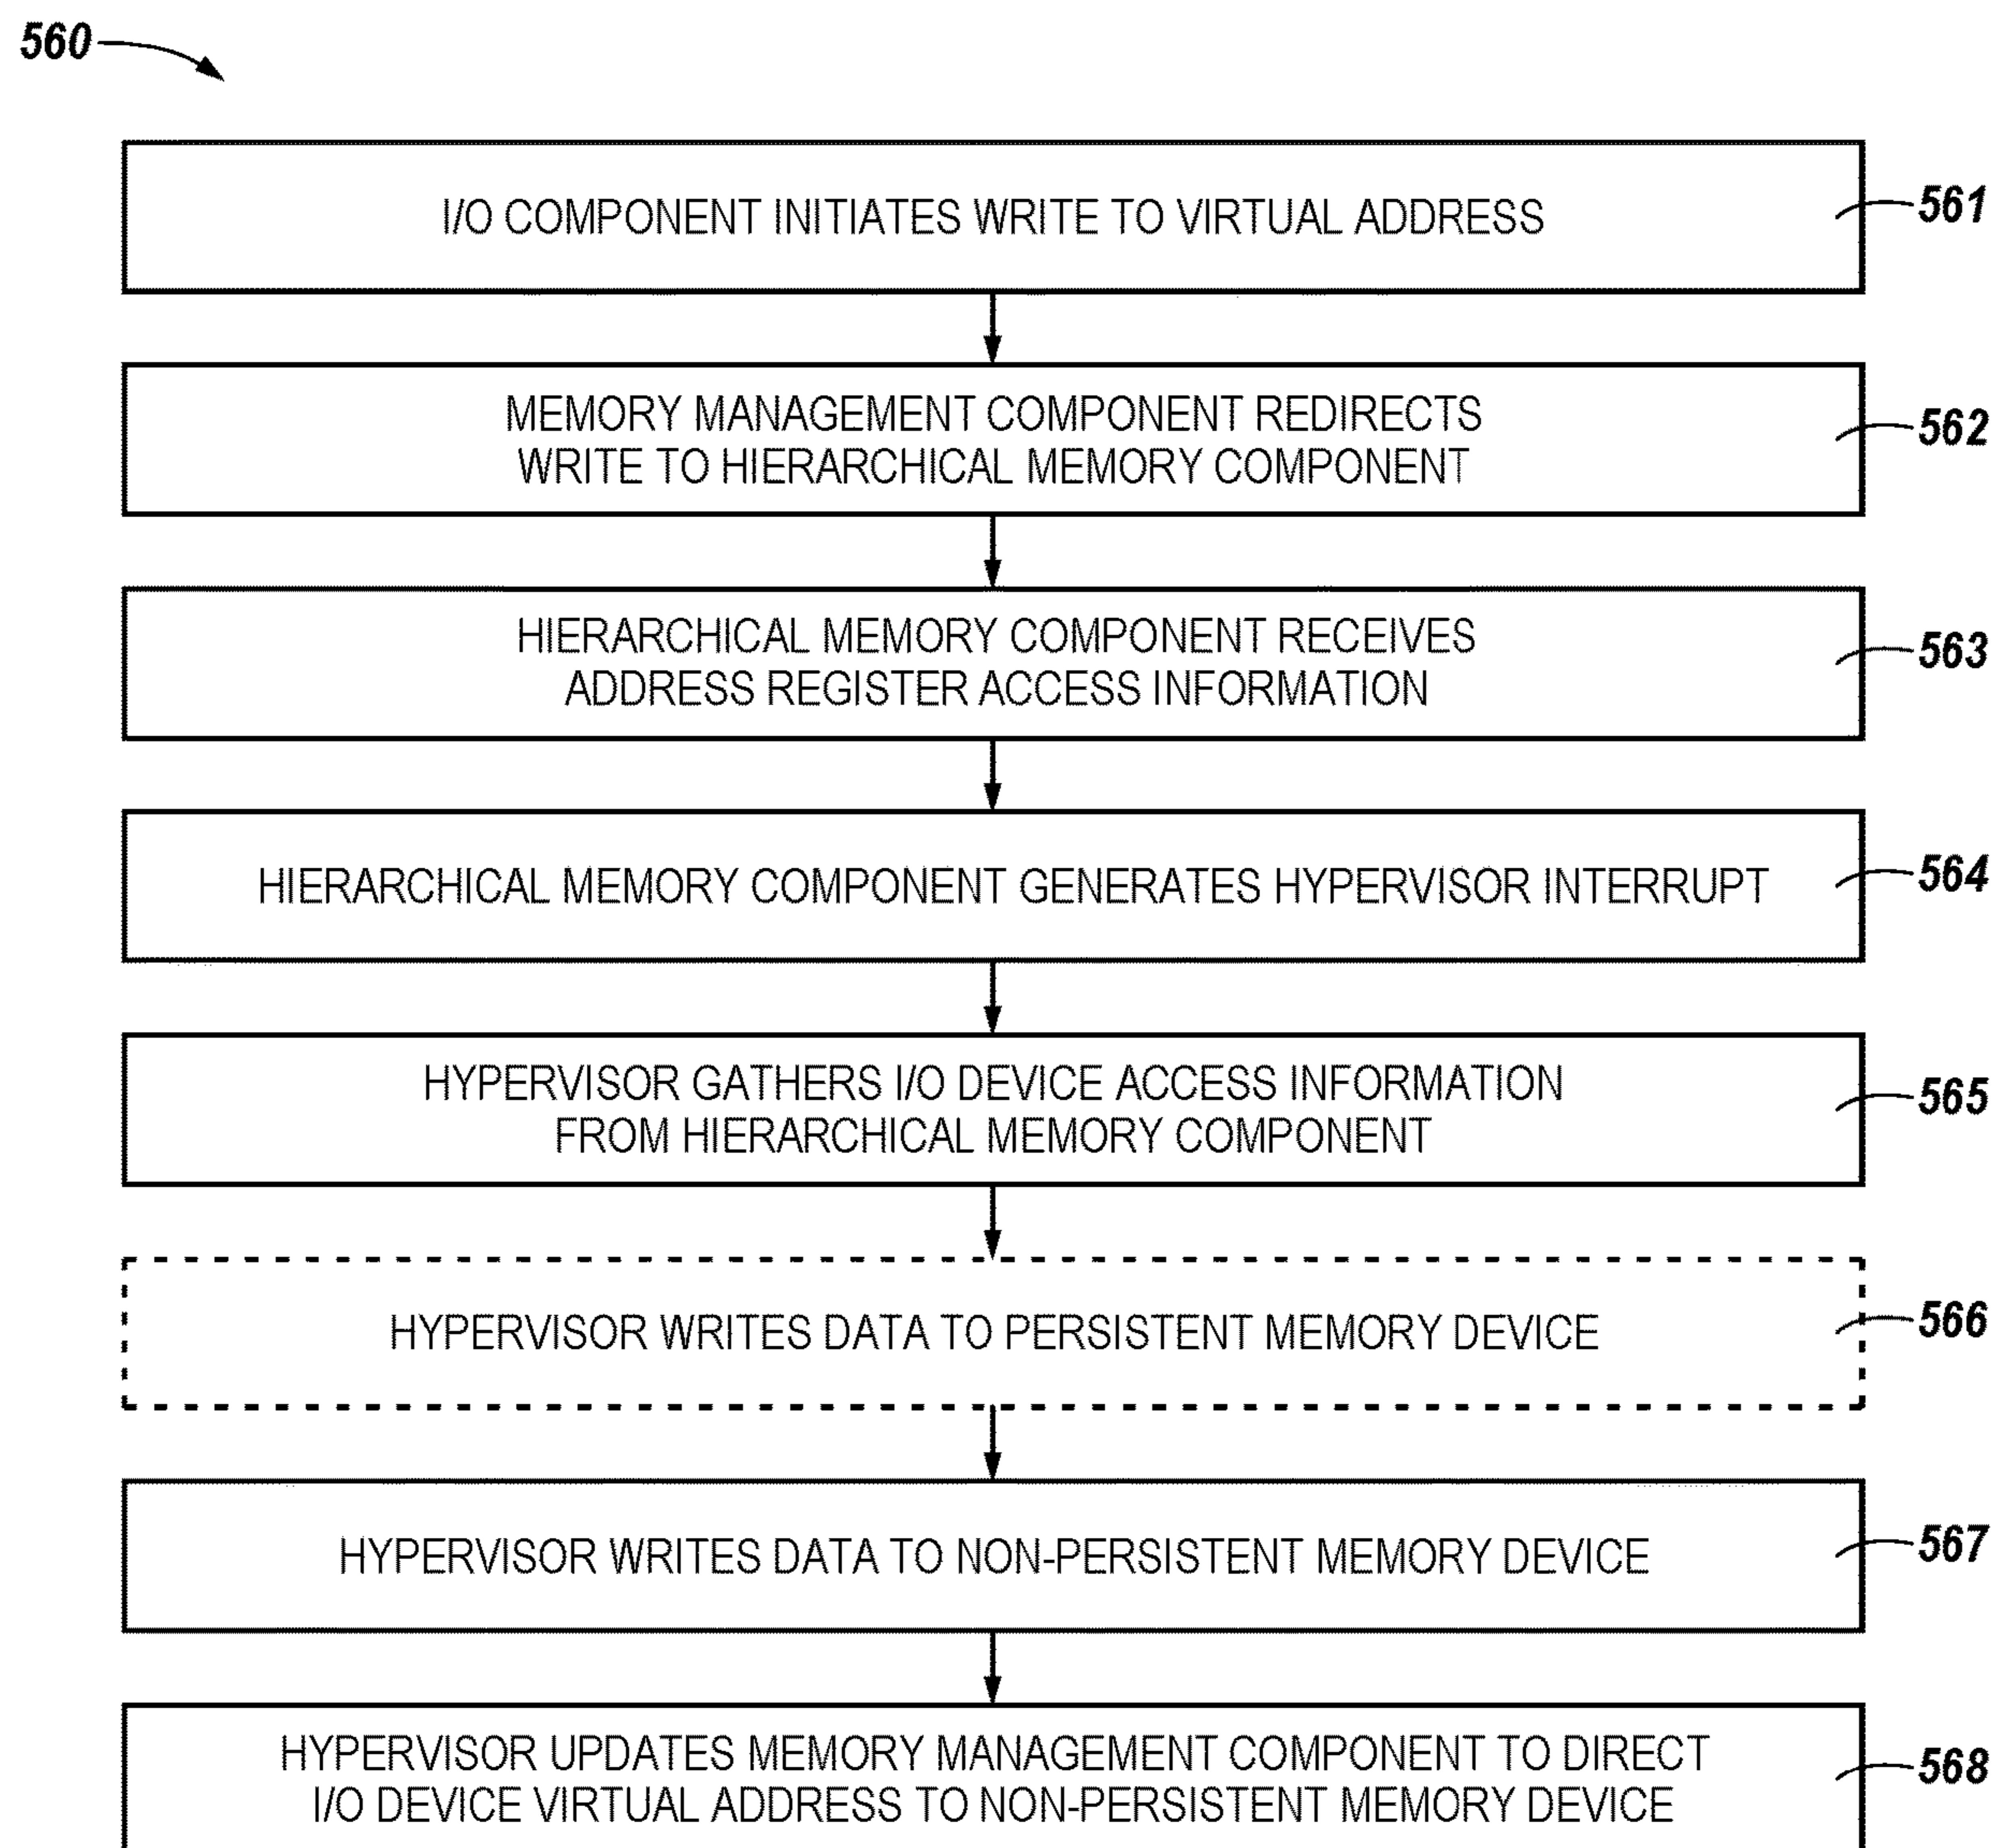 560
I/O COMPONENT INITIATES WRITE TO VIRTUAL ADDRESS
561
MEMORY MANAGEMENT COMPONENT REDIRECTS
WRITE TO HIERARCHICAL MEMORY COMPONENT
562
HIERARCHICAL MEMORY COMPONENT RECEIVES
ADDRESS REGISTER ACCESS INFORMATION
563
HIERARCHICAL MEMORY COMPONENT GENERATES HYPERVISOR INTERRUPT
564
HYPERVISOR GATHERS I/O DEVICE ACCESS INFORMATION
FROM HIERARCHICAL MEMORY COMPONENT
565
HYPERVISOR WRITES DATA TO PERSISTENT MEMORY DEVICE
566
HYPERVISOR WRITES DATA TO NON-PERSISTENT MEMORY DEVICE
567
HYPERVISOR UPDATES MEMORY MANAGEMENT COMPONENT TO DIRECT
I/O DEVICE VIRTUAL ADDRESS TO NON-PERSISTENT MEMORY DEVICE
568